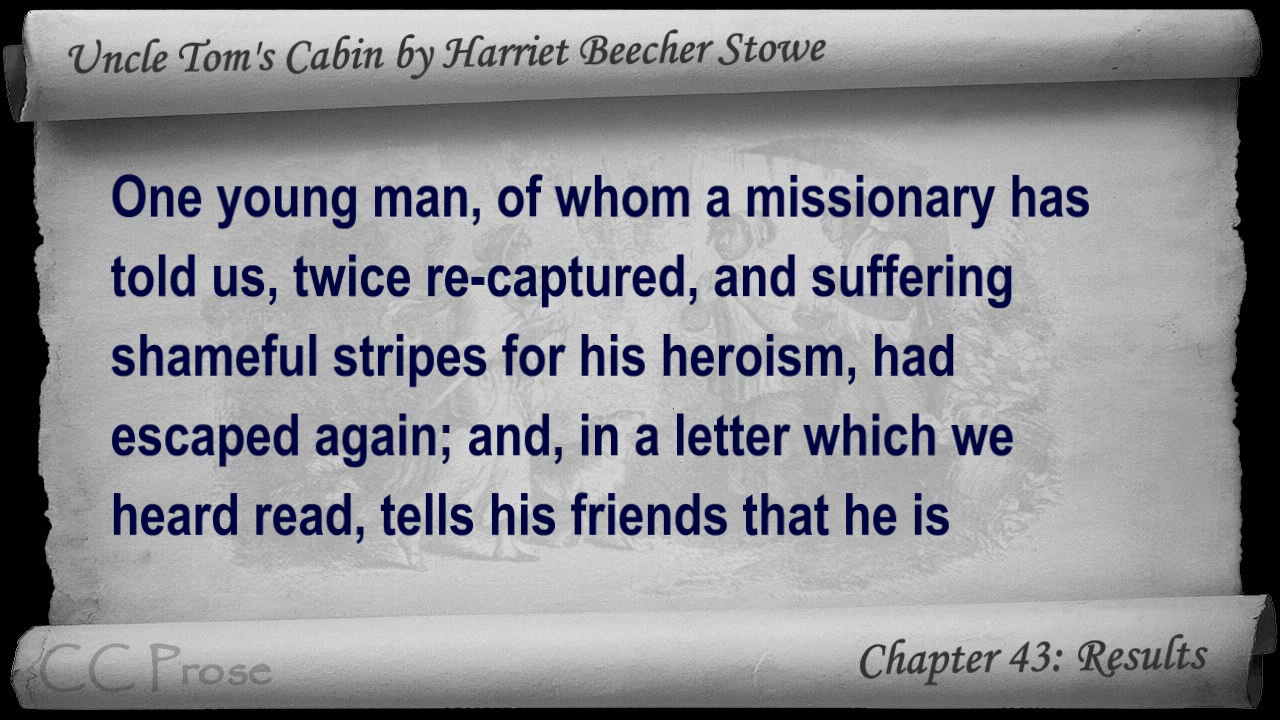 Uncle Tom's Cabin by Harriet Beecher Stowe
One young man, of whom a missionary has
told us, twice re-captured, and suffering
shameful stripes for his heroism, had
escaped again; and, in a letter which we
heard read, tells his friends that he is
CC Prose
Chapter 43: Results